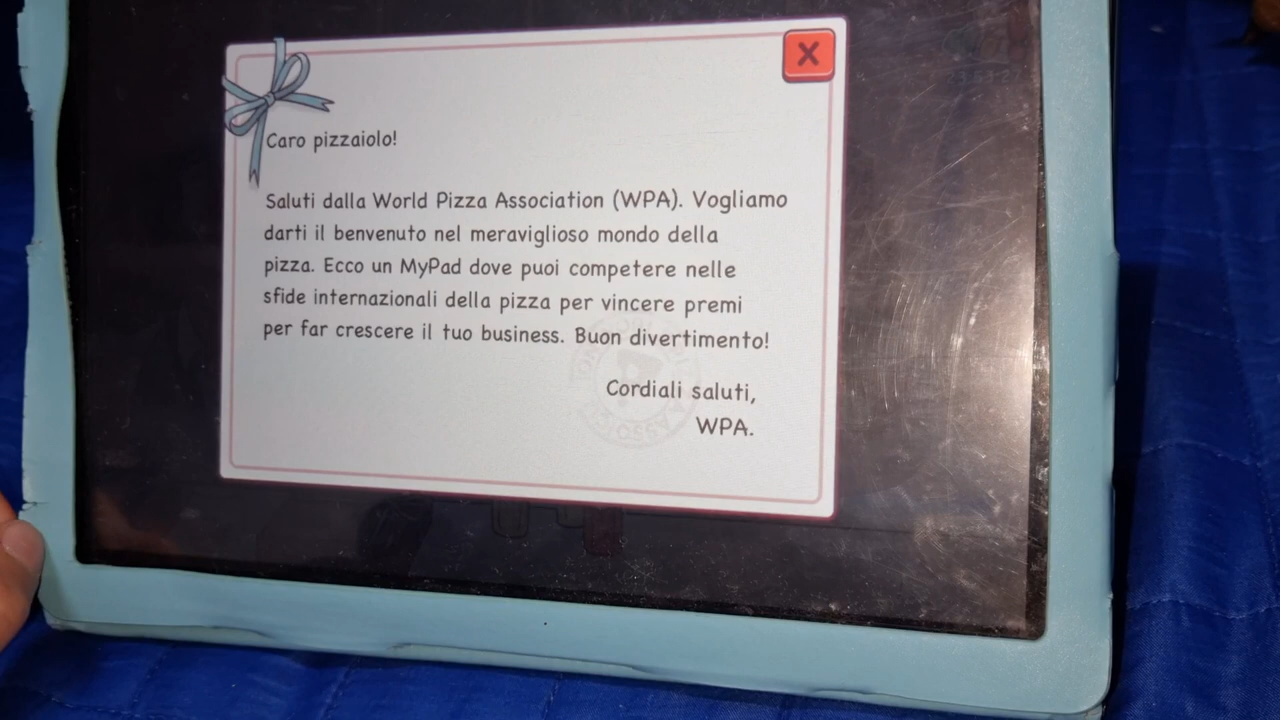 Caro pizzaiolo!
Saluti dalla World Pizza Association (WPA). Vogliamo
darti il benvenuto nel meraviglioso mondo della
pizza. Ecco un MyPad dove puoi competere nelle
sfide internazionali della pizza per vincere premi
per far crescere il tuo business. Buon divertimento!
Cordiali saluti,
WPA.